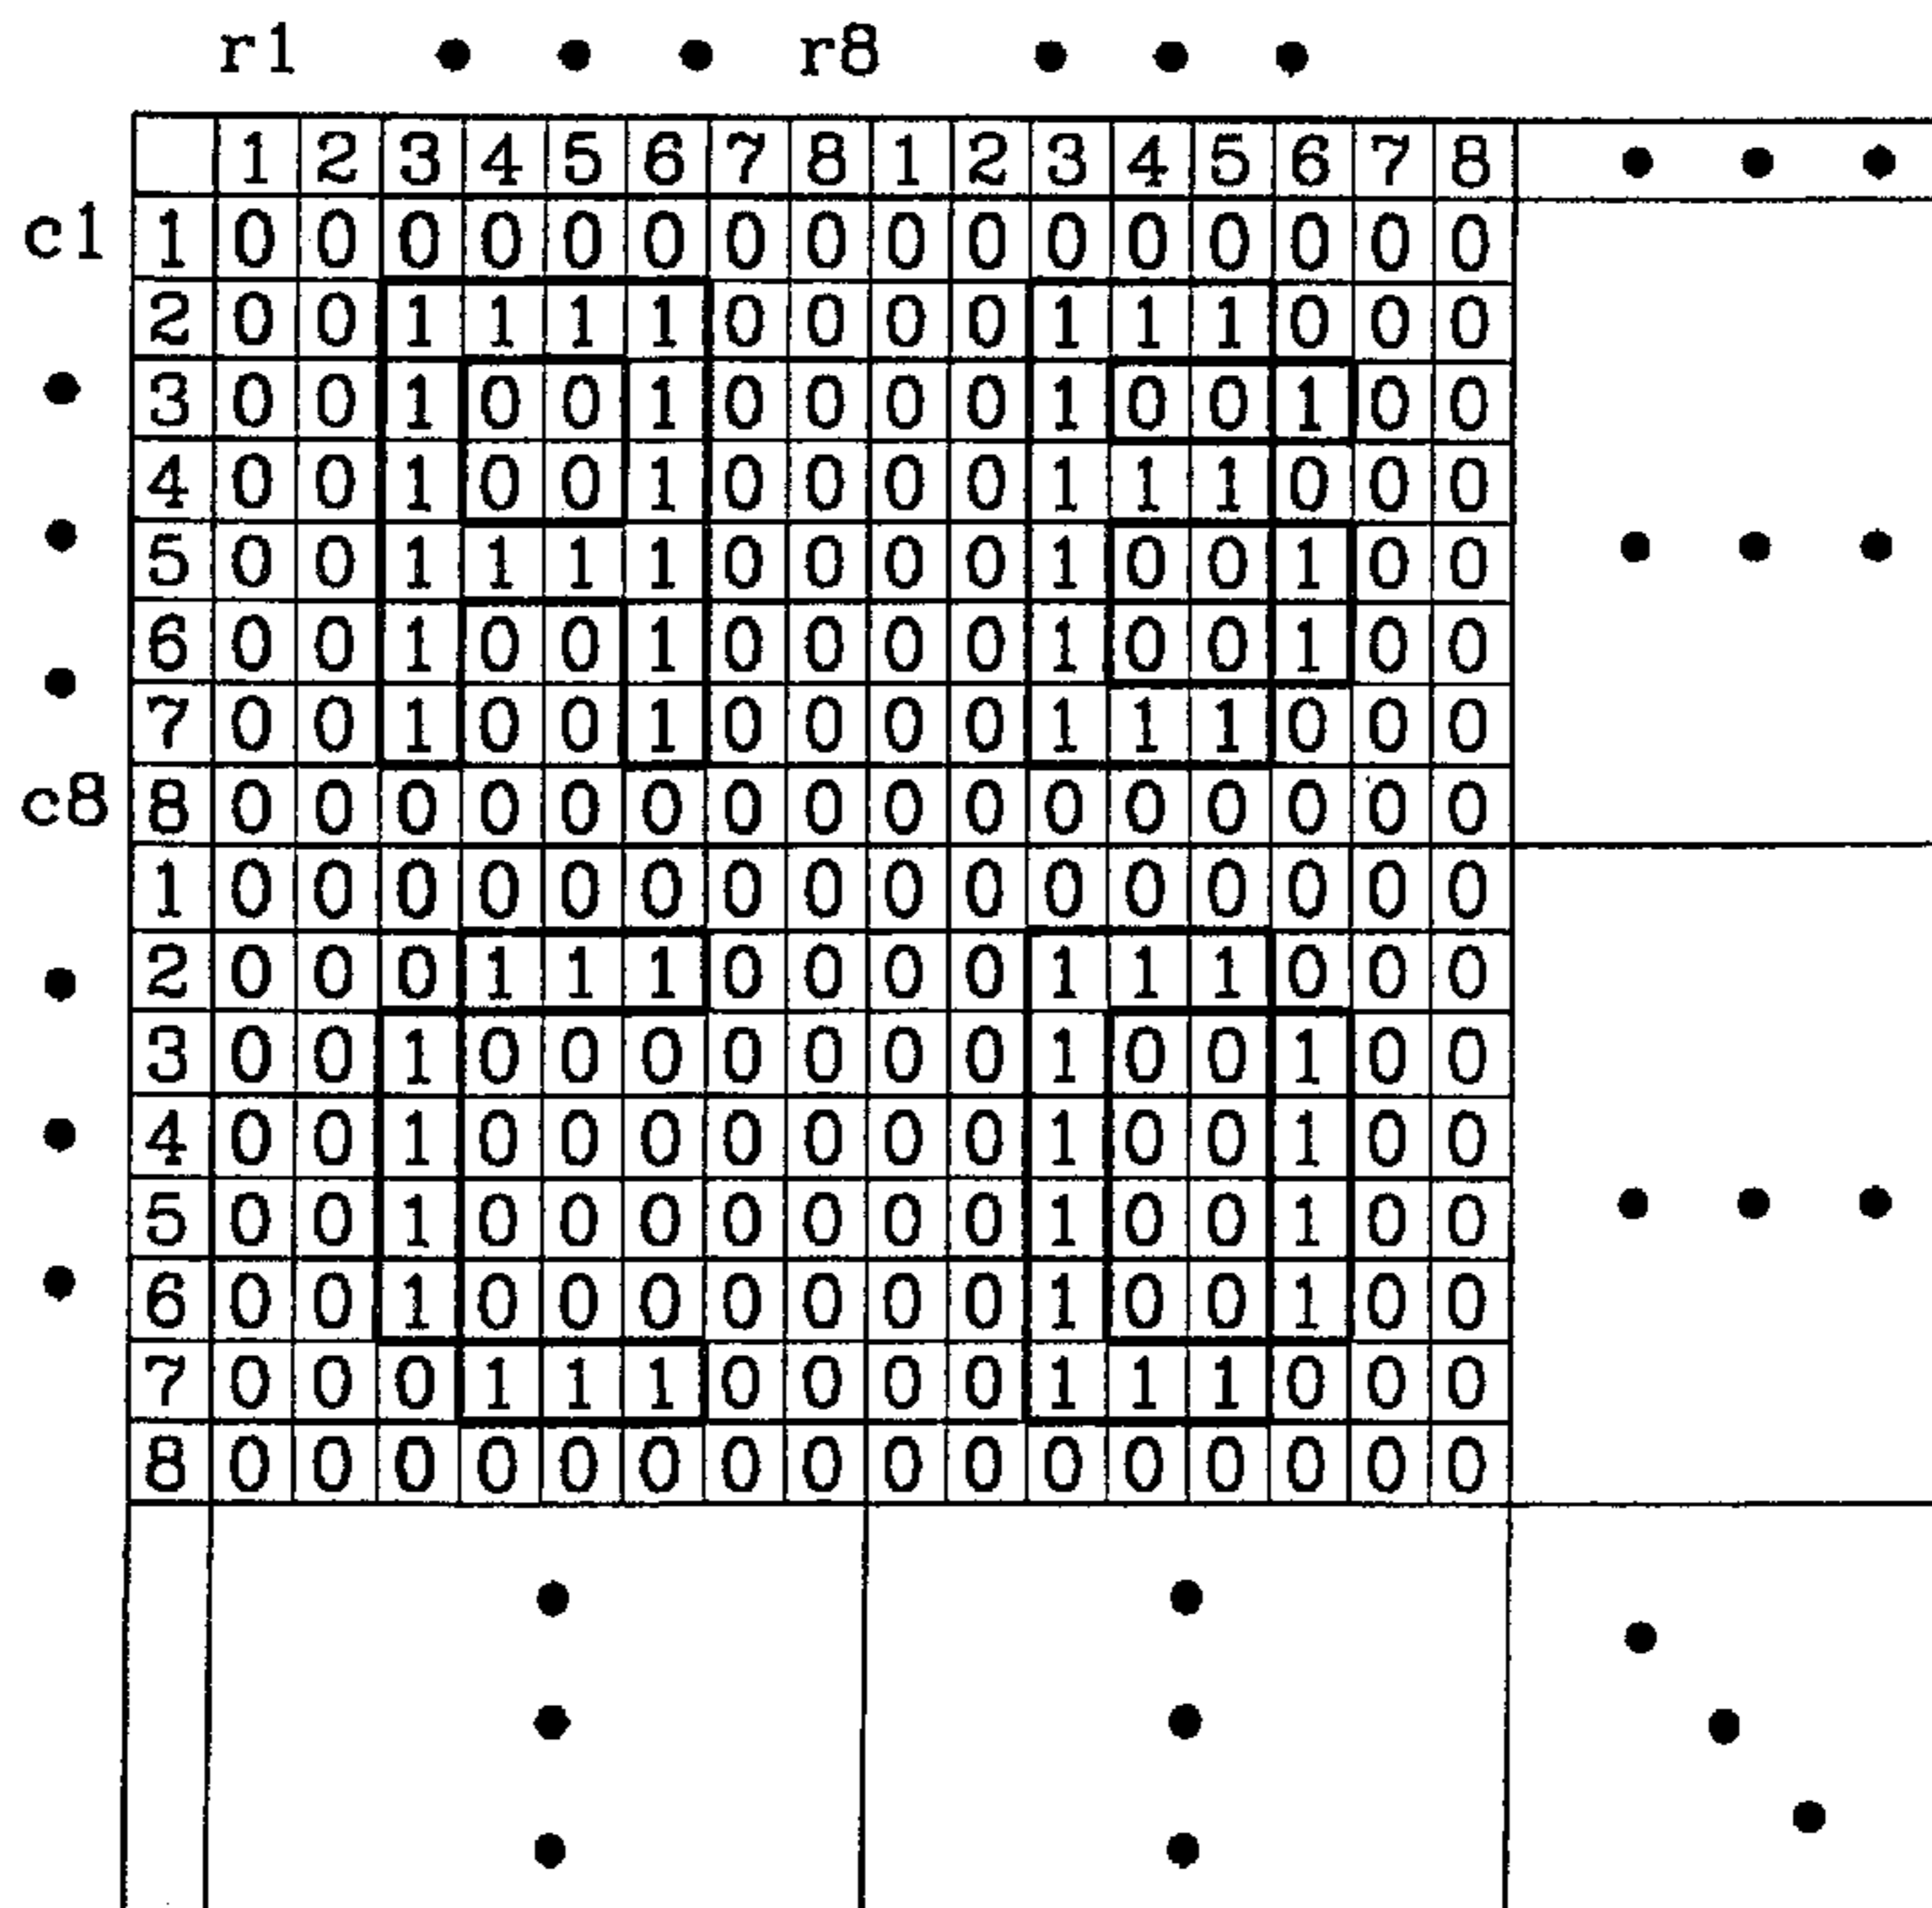 r1 • • • r8 • • •
1 2 3 4 5 6 7 8 1 2 3 4 5 6 7 8 • • •
c1 1 0 0 0 0 0 0 0 0 0 0 0 0 0 0 0 0
2 0 0 1 1 1 1 0 0 0 0 1 1 1 0 0 0
• 3 0 0 1 0 0 1 0 0 0 0 1 0 0 1 0 0
4 0 0 1 0 0 1 0 0 0 0 1 1 1 0 0 0
• 5 0 0 1 1 1 1 0 0 0 0 1 0 0 1 0 0 • • •
6 0 0 1 0 0 1 0 0 0 0 1 0 0 1 0 0
• 7 0 0 1 0 0 1 0 0 0 0 1 1 1 0 0 0
c8 8 0 0 0 0 0 0 0 0 0 0 0 0 0 0 0 0
1 0 0 0 0 0 0 0 0 0 0 0 0 0 0 0 0
• 2 0 0 0 1 1 1 0 0 0 0 1 1 1 0 0 0
3 0 0 1 0 0 0 0 0 0 0 1 0 0 1 0 0
• 4 0 0 1 0 0 0 0 0 0 0 1 0 0 1 0 0
5 0 0 1 0 0 0 0 0 0 0 1 0 0 1 0 0 • • •
• 6 0 0 1 0 0 0 0 0 0 0 1 0 0 1 0 0
7 0 0 0 1 1 1 0 0 0 0 1 1 1 0 0 0
8 0 0 0 0 0 0 0 0 0 0 0 0 0 0 0 0